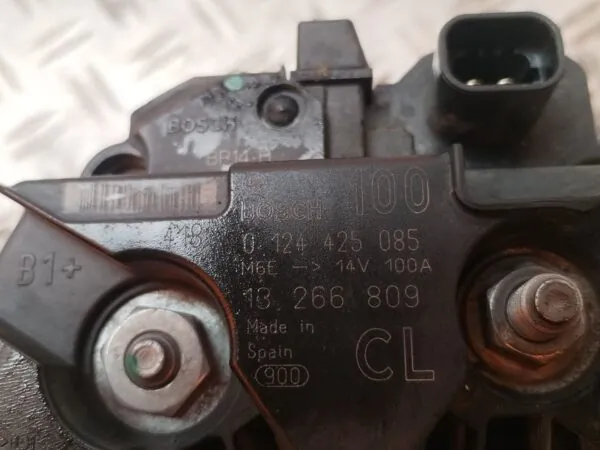 BOSCH
BR14-H
BOSCH 100
0 124 425 085
M6E -> 14V 100A
13 266 809
Made in
Spain
900
CL
B1+